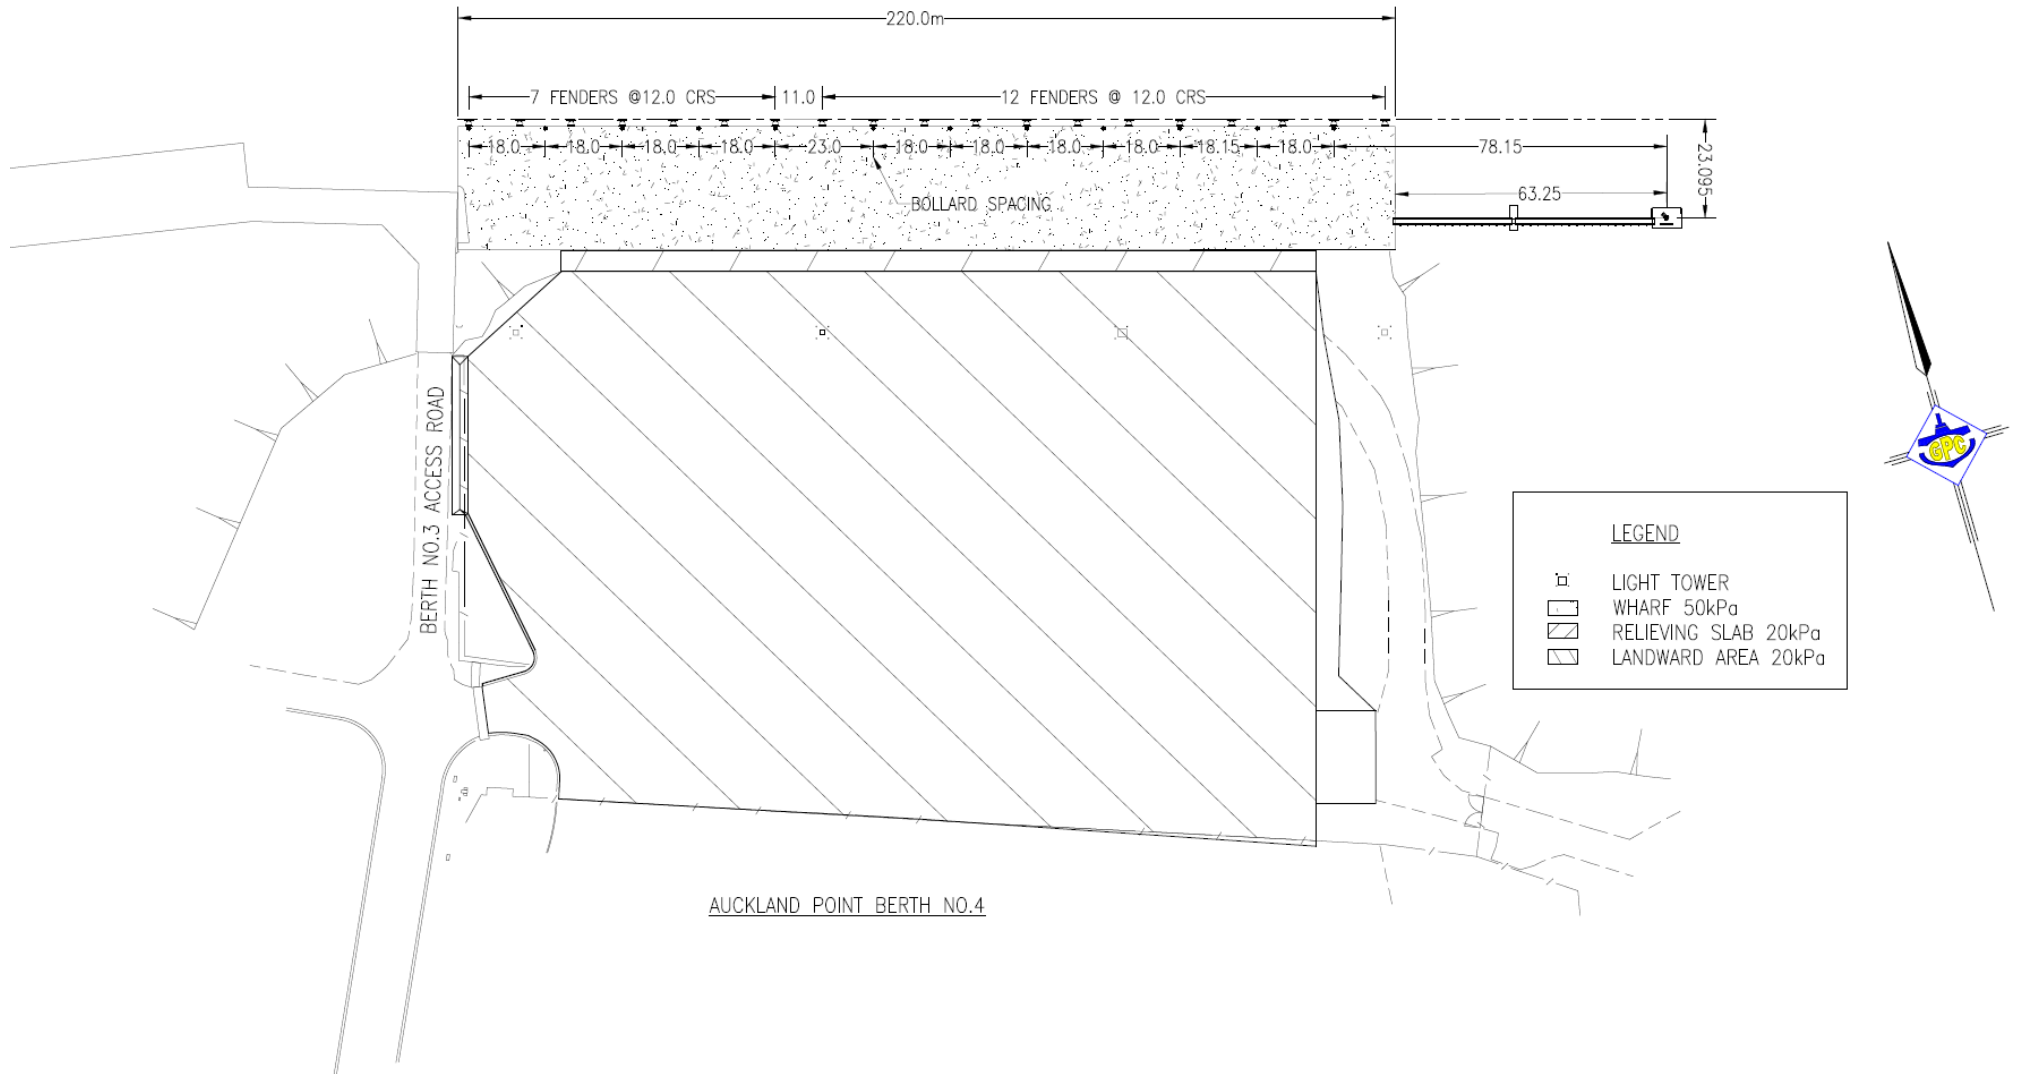 220.0m
7 FENDERS @12.0 CRS
11.0
12 FENDERS @ 12.0 CRS
18.0
18.0
18.0
18.0
23.0
18.0
18.0
18.0
18.0
18.15
18.0
78.15
23.095
63.25
BOLLARD SPACING
BERTH NO.3 ACCESS ROAD
GPC
LEGEND
LIGHT TOWER
WHARF 50kPa
RELIEVING SLAB 20kPa
LANDWARD AREA 20kPa
AUCKLAND POINT BERTH NO.4